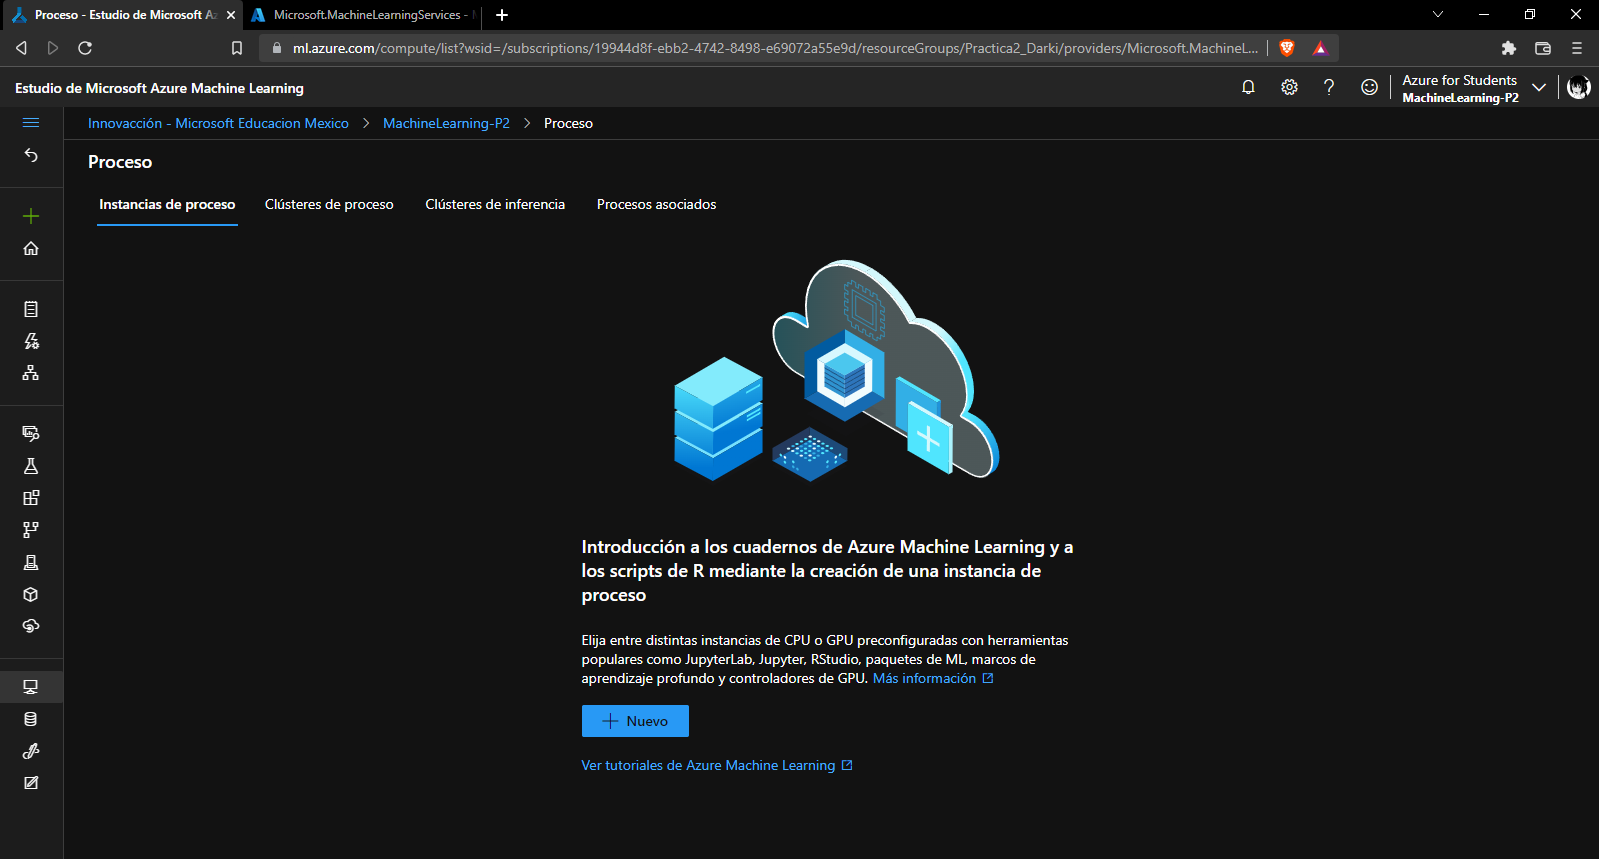 Proceso - Estudio de Microsoft Az
Microsoft.MachineLearningServices -
ml.azure.com/compute/list?wsid=/subscriptions/19944d8f-ebb2-4742-8498-e69072a55e9d/resourceGroups/Practica2_Darki/providers/Microsoft.MachineL...
Estudio de Microsoft Azure Machine Learning
Azure for Students
MachineLearning-P2
Innovacción - Microsoft Educacion Mexico > MachineLearning-P2 > Proceso
Proceso
Instancias de proceso
Clústeres de proceso
Clústeres de inferencia
Procesos asociados
Introducción a los cuadernos de Azure Machine Learning y a
los scripts de R mediante la creación de una instancia de
proceso
Elija entre distintas instancias de CPU o GPU preconfiguradas con herramientas
populares como JupyterLab, Jupyter, RStudio, paquetes de ML, marcos de
aprendizaje profundo y controladores de GPU. Más información
Nuevo
Ver tutoriales de Azure Machine Learning